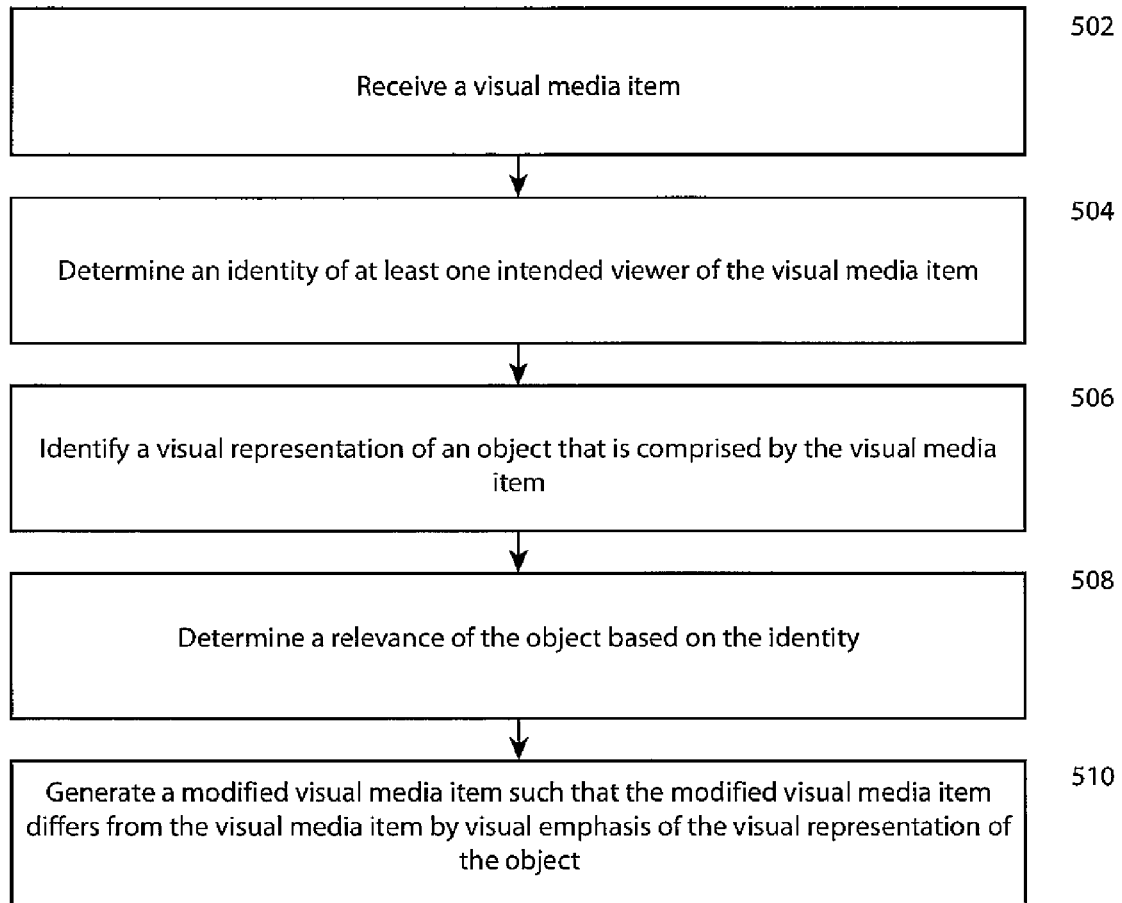 502
Receive a visual media item
504
Determine an identity of at least one intended viewer of the visual media item
506
Identify a visual representation of an object that is comprised by the visual media
item
508
Determine a relevance of the object based on the identity
510
Generate a modified visual media item such that the modified visual media item
differs from the visual media item by visual emphasis of the visual representation of
the object